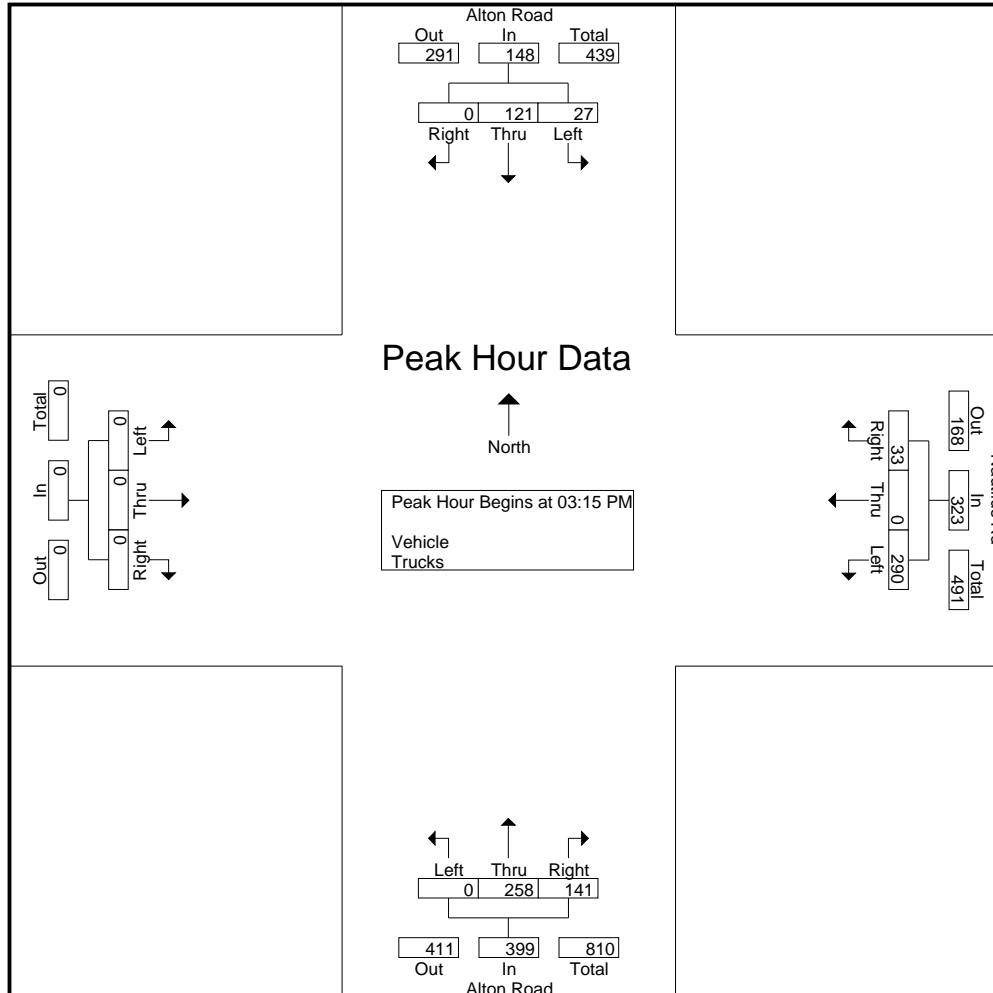 Alton Road
Out In Total
291 148 439
0 121 27
Right Thru Left
Peak Hour Data
North
Peak Hour Begins at 03:15 PM
Vehicle
Trucks
Total In Out
0 0 0
0 0 0
Left Thru Right
Right Thru Left
33 0 290
168 323 491
Out In Total
Left Thru Right
0 258 141
411 399 810
Out In Total
Alton Road